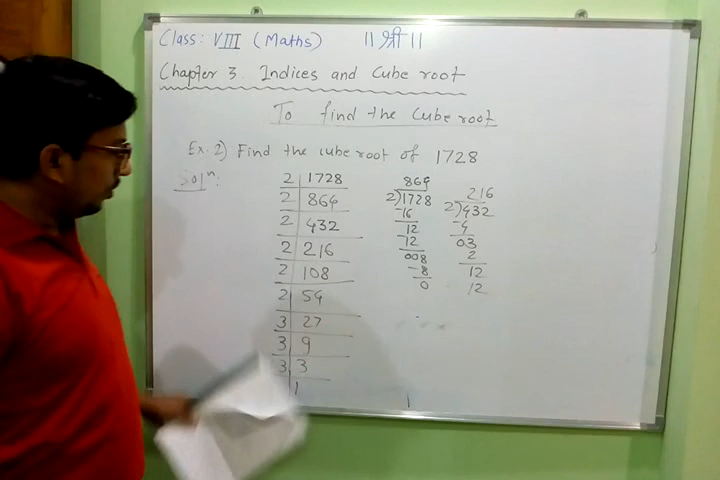 Class: VIII (Maths) ॥ श्री ॥
Chapter 3. Indices and Cube root
To find the Cube root
Ex. 2) Find the cube root of 1728
Solⁿ:
2 | 1728
2 | 864
2 | 432
2 | 216
2 | 108
2 | 54
3 | 27
3 | 9
3 | 3
| 1
864
2)1728
-16
12
-12
008
-8
0
216
2)432
-4
03
2
12
12